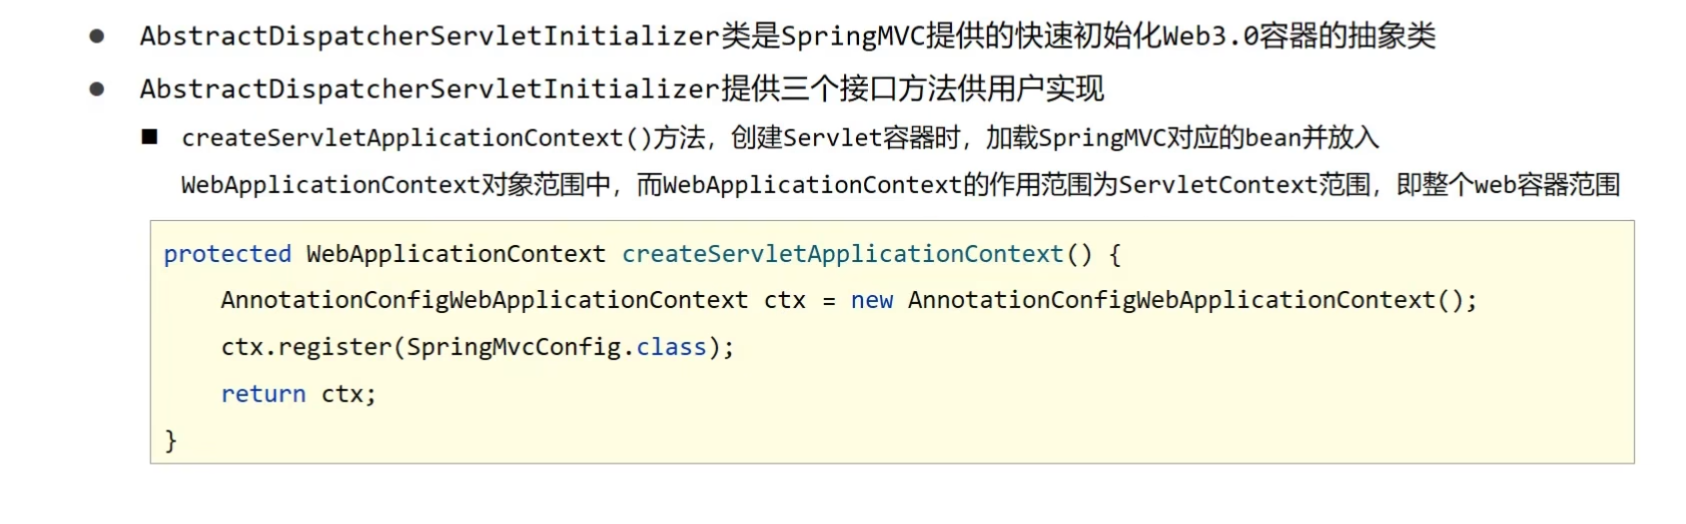 ● AbstractDispatcherServletInitializer类是SpringMVC提供的快速初始化Web3.0容器的抽象类
● AbstractDispatcherServletInitializer提供三个接口方法供用户实现
■ createServletApplicationContext()方法，创建Servlet容器时，加载SpringMVC对应的bean并放入
WebApplicationContext对象范围中，而WebApplicationContext的作用范围为ServletContext范围，即整个web容器范围
protected WebApplicationContext createServletApplicationContext() {
    AnnotationConfigWebApplicationContext ctx = new AnnotationConfigWebApplicationContext();
    ctx.register(SpringMvcConfig.class);
    return ctx;
}